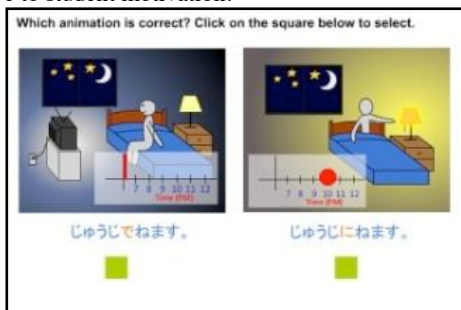 Which animation is correct? Click on the square below to select.
7 8 9 10 11 12
Time (PM)
じゅうじでねます。
7 8 9 10 11 12
Time (PM)
じゅうじにねます。